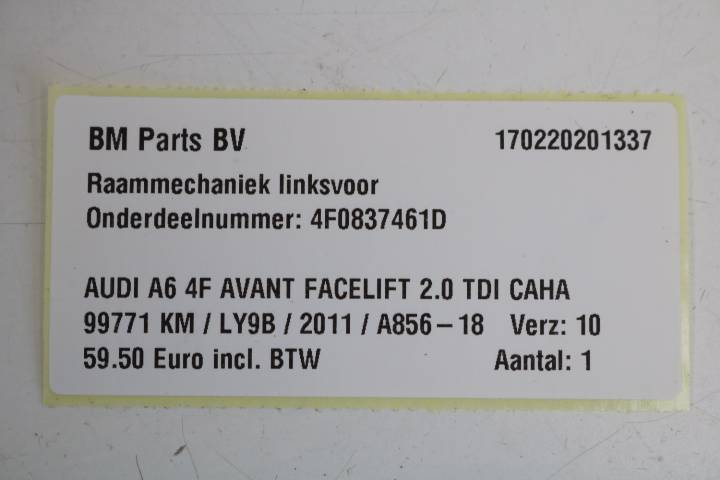 BM Parts BV 170220201337
Raammechaniek linksvoor
Onderdeelnummer: 4F0837461D
AUDI A6 4F AVANT FACELIFT 2.0 TDI CAHA
99771 KM / LY9B / 2011 / A856-18 Verz: 10
59.50 Euro incl. BTW Aantal: 1